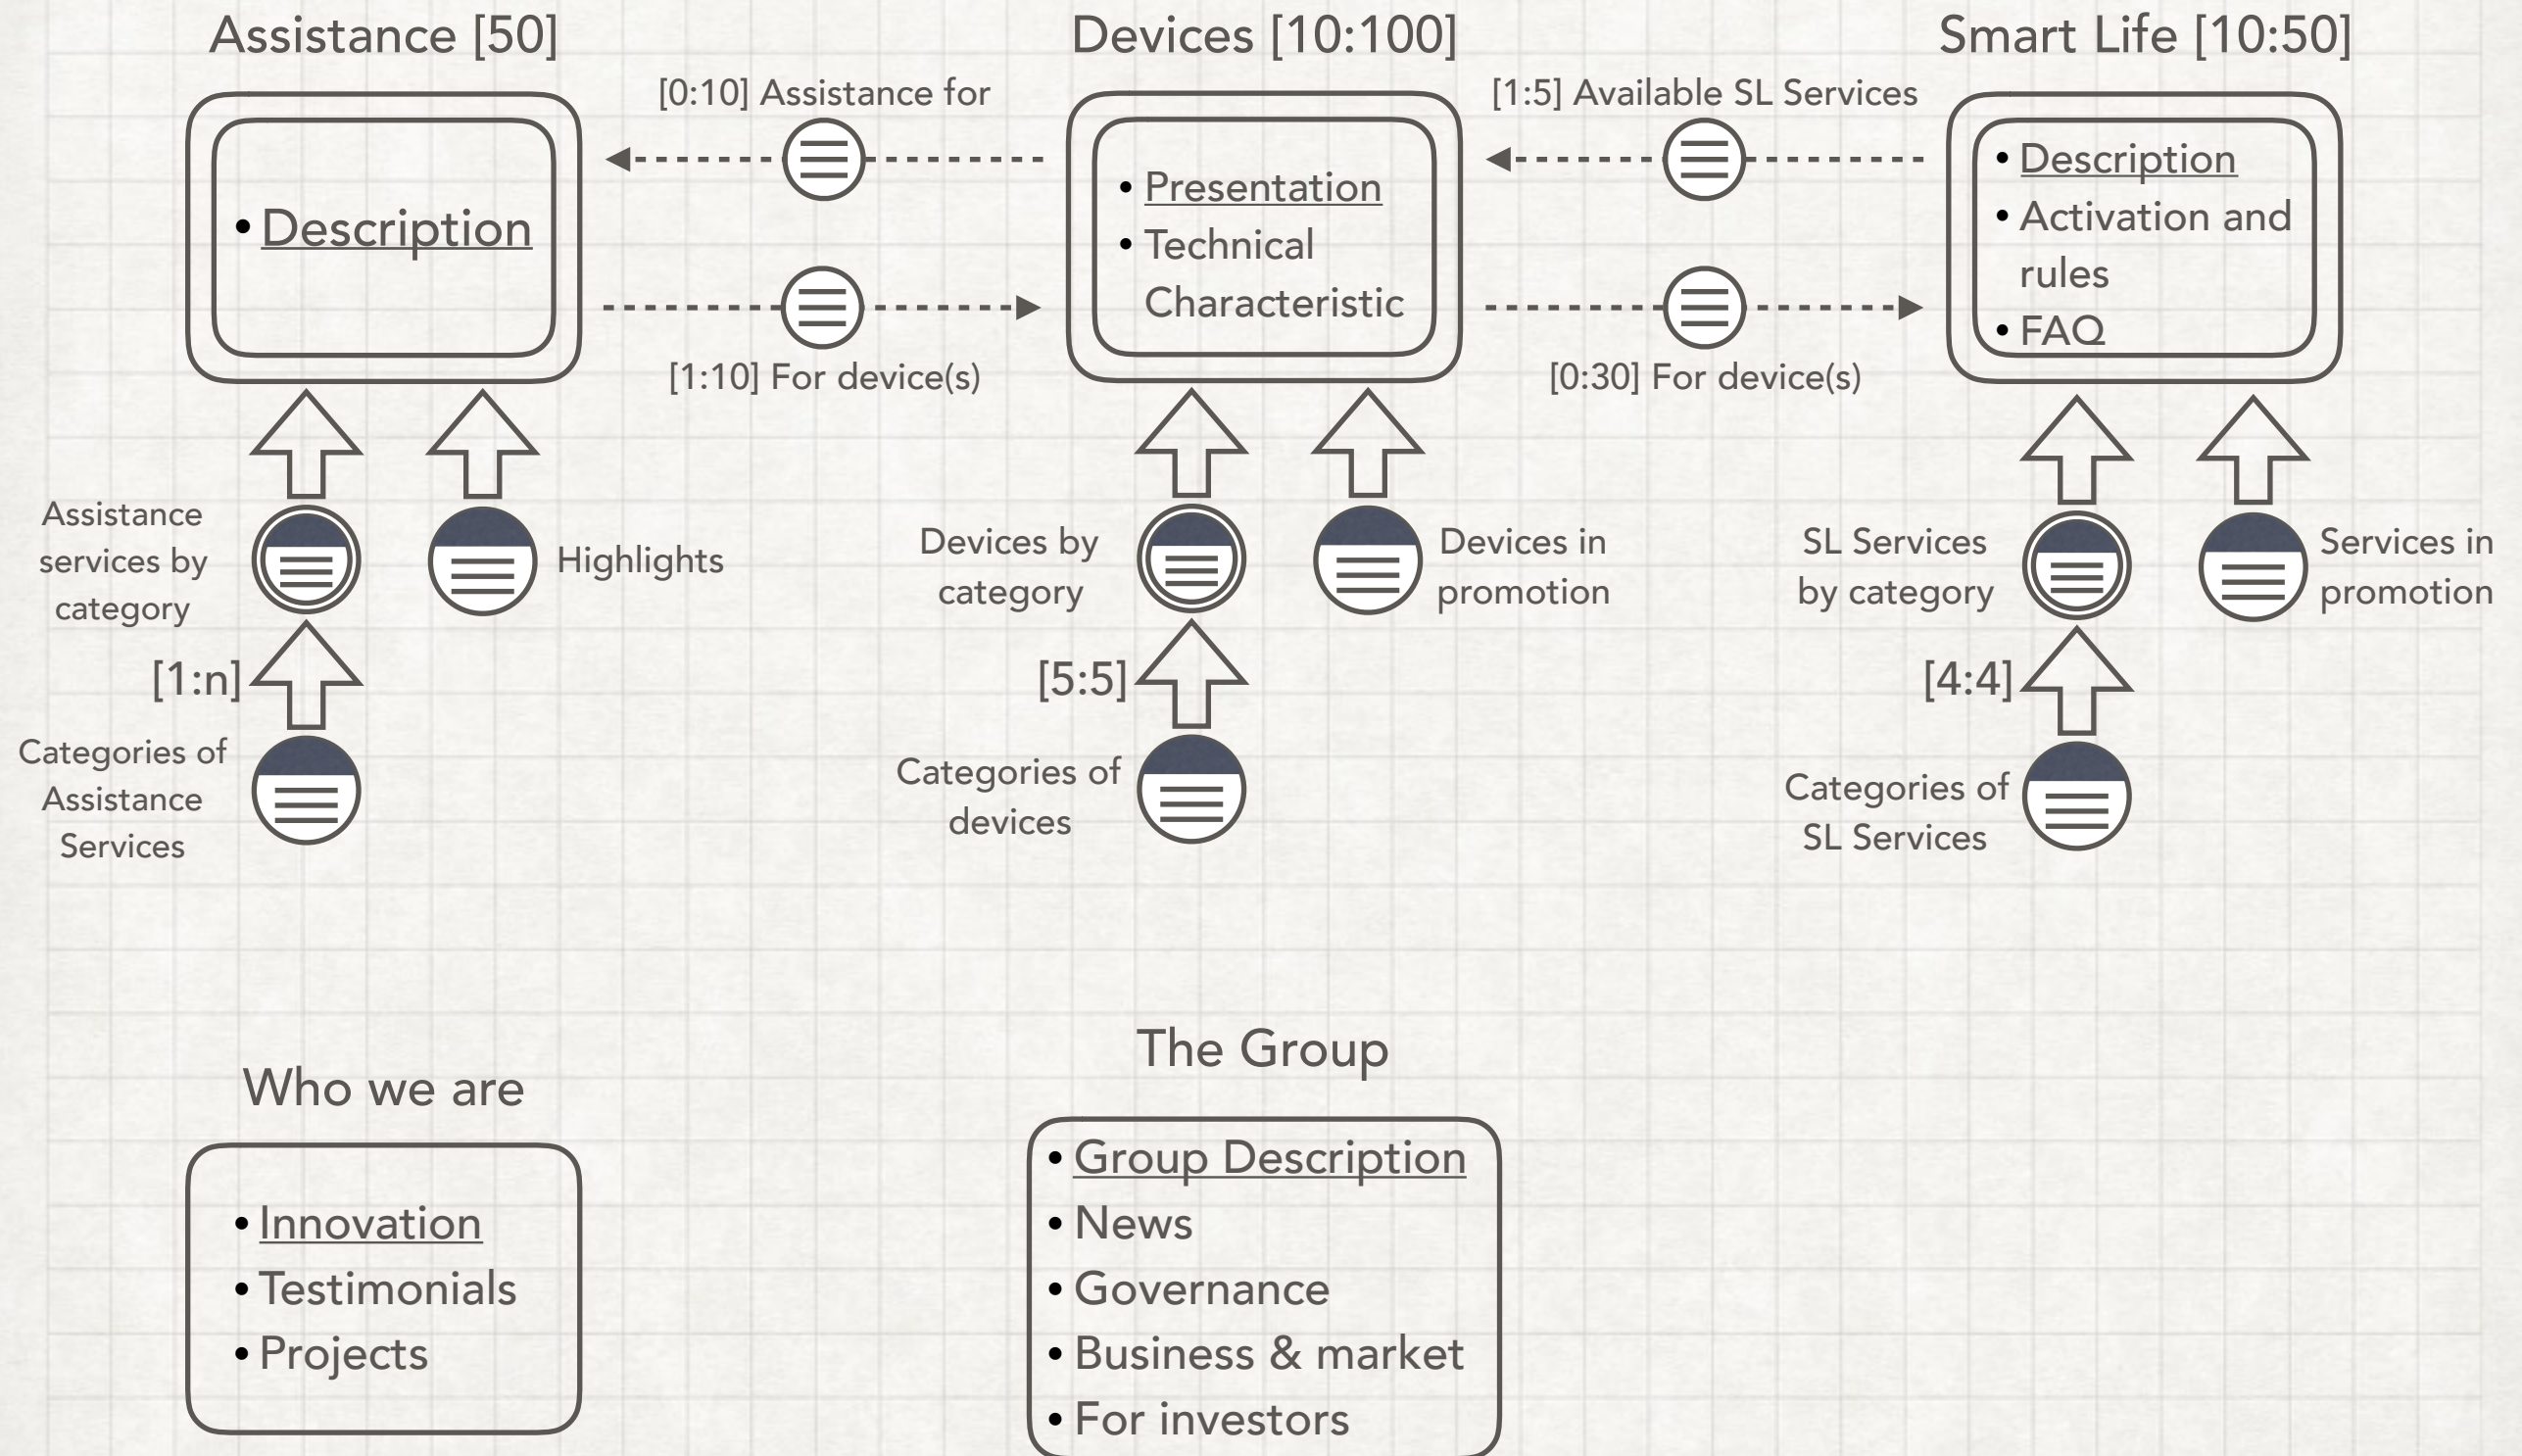 Assistance [50]
Devices [10:100]
Smart Life [10:50]
[0:10] Assistance for
[1:5] Available SL Services
• Description
• Presentation
• Technical
Characteristic
• Description
• Activation and
rules
• FAQ
[1:10] For device(s)
[0:30] For device(s)
Assistance
services by
category
Highlights
Devices by
category
Devices in
promotion
SL Services
by category
Services in
promotion
[1:n]
[5:5]
[4:4]
Categories of
Assistance
Services
Categories of
devices
Categories of
SL Services
Who we are
• Innovation
• Testimonials
• Projects
The Group
• Group Description
• News
• Governance
• Business & market
• For investors